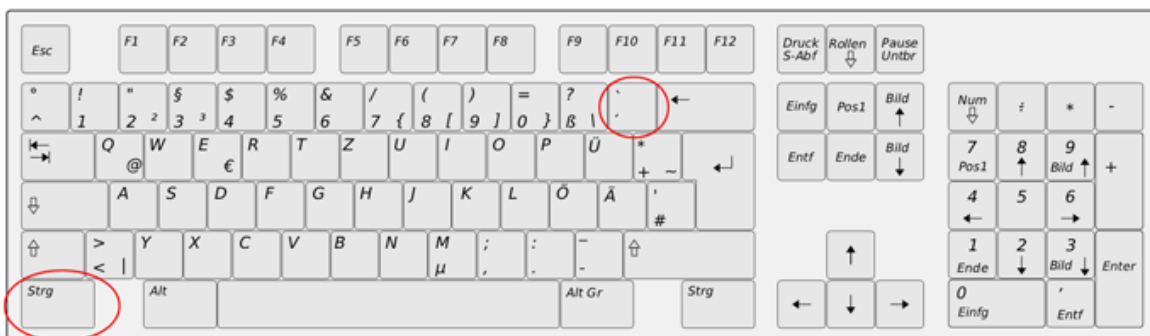 Esc F1 F2 F3 F4 F5 F6 F7 F8 F9 F10 F11 F12 Druck S-Abf Rollen ⇩ Pause Untbr
° ^ ! 1 " 2 ² § 3 ³ $ 4 % 5 & 6 / 7 { ( 8 [ ) 9 ] = 0 } ? ß \ ` ´ ← Einfg Pos1 Bild ↑ Num ⇩ ÷ * -
Q @ W E € R T Z U I O P Ü * + ~ ↵ Entf Ende Bild ↓ 7 Pos1 8 ↑ 9 Bild ↑ +
⇩ A S D F G H J K L Ö Ä ' # 4 ← 5 6 →
⇧ > < | Y X C V B N M µ ; , : . _ - ⇧ ↑ 1 Ende 2 ↓ 3 Bild ↓ Enter
Strg Alt Alt Gr Strg ← ↓ → 0 Einfg , Entf